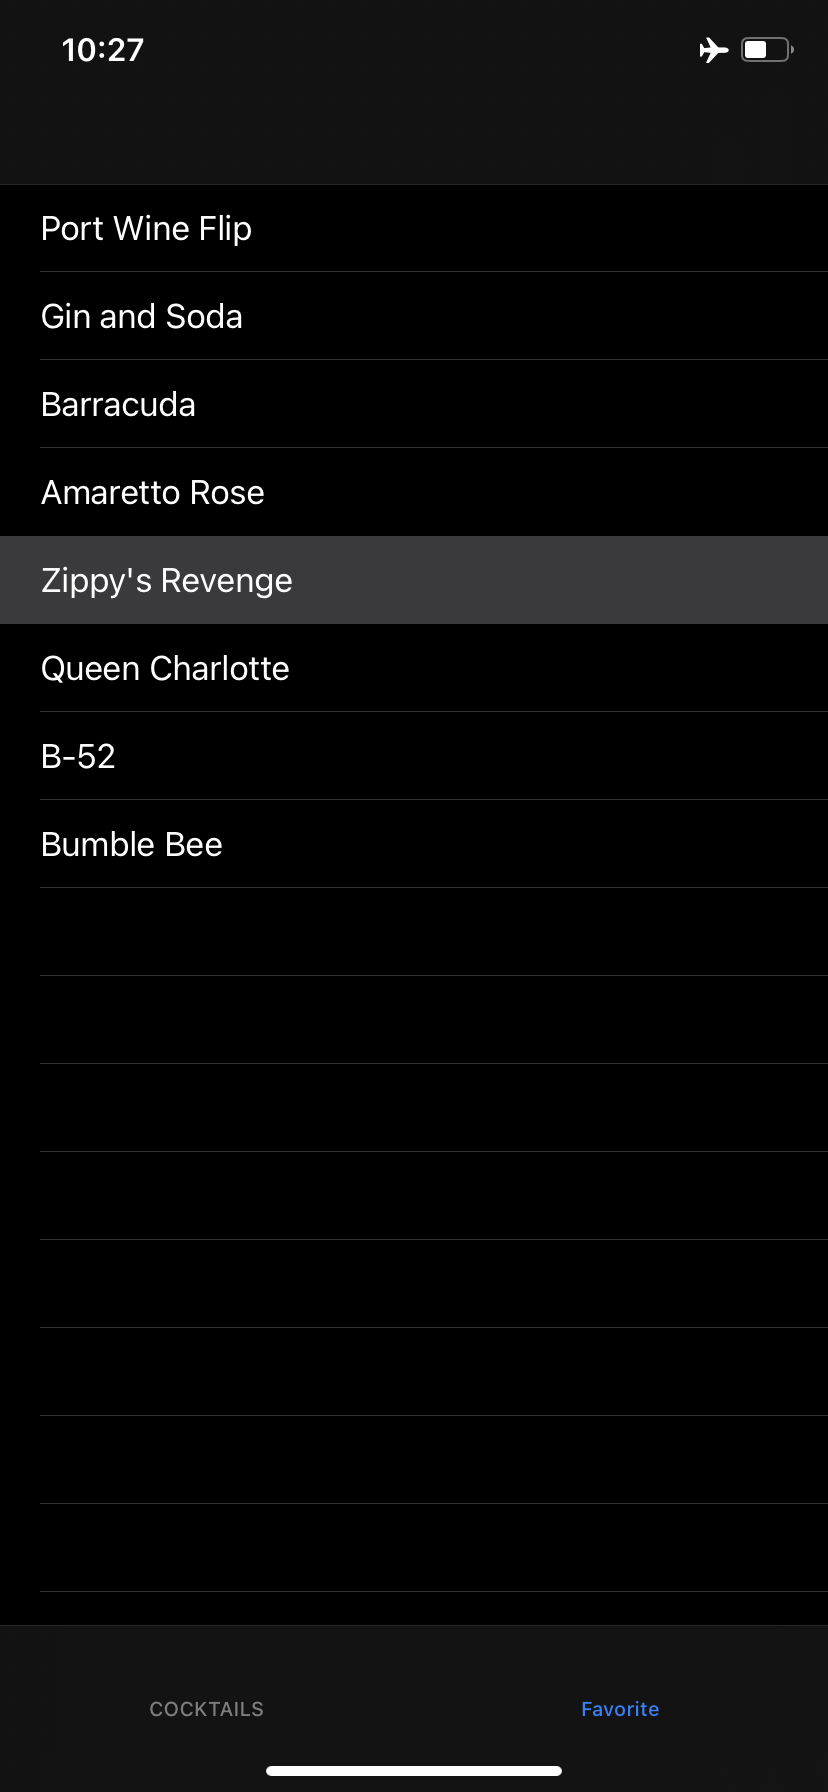 10:27
Port Wine Flip
Gin and Soda
Barracuda
Amaretto Rose
Zippy's Revenge
Queen Charlotte
B-52
Bumble Bee
COCKTAILS
Favorite